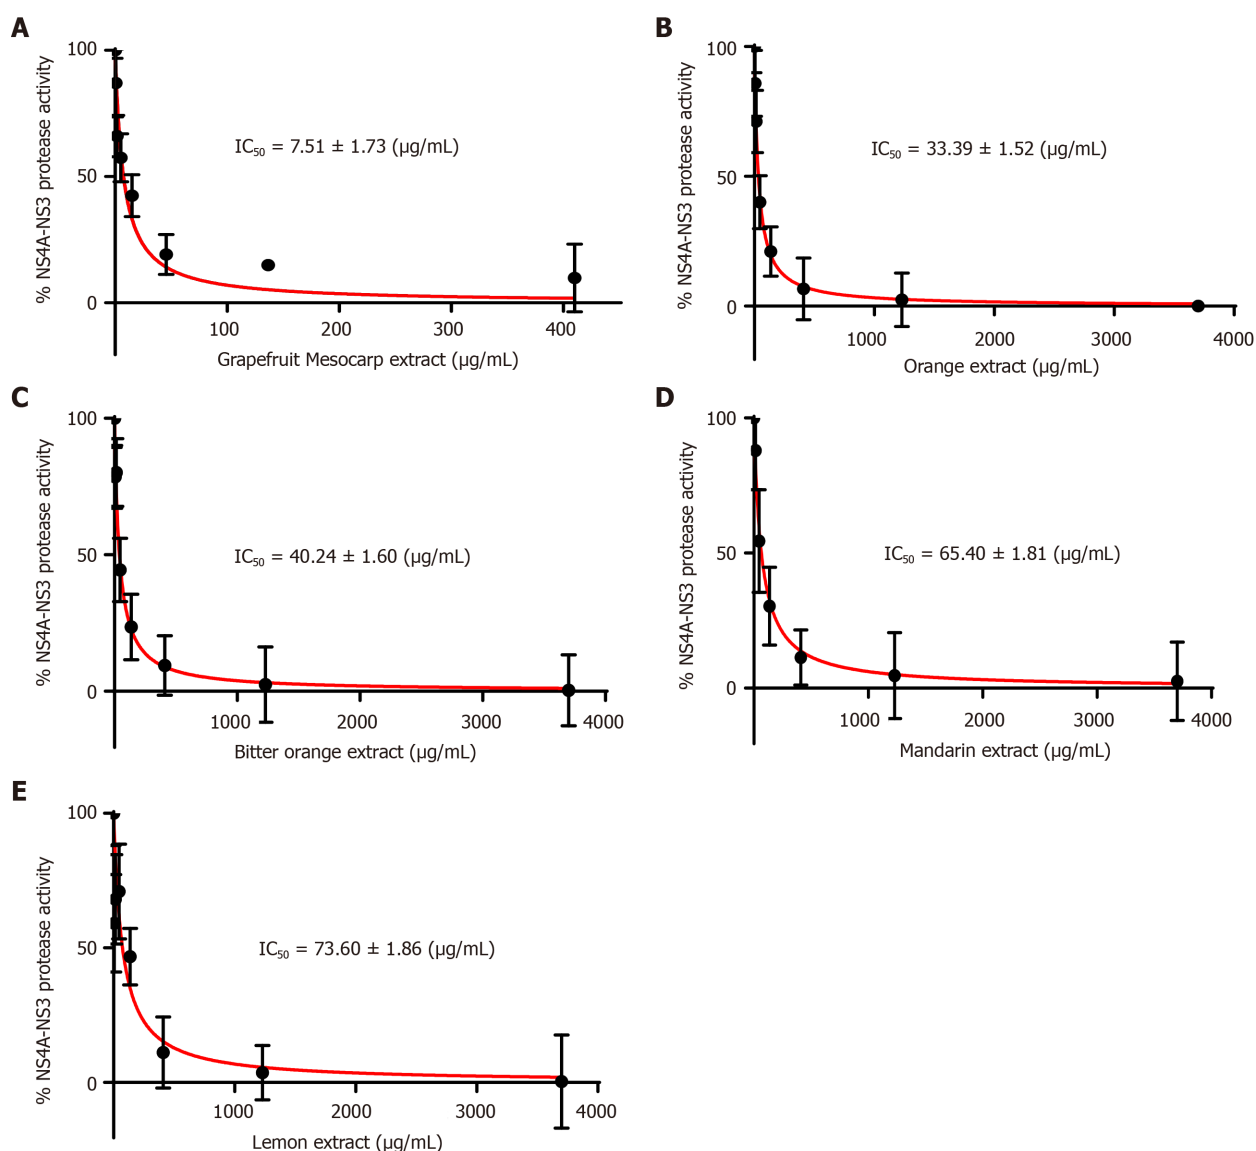 A
% NS4A-NS3 protease activity
100
50
0
IC50 = 7.51 ± 1.73 (µg/mL)
100 200 300 400
Grapefruit Mesocarp extract (µg/mL)
B
% NS4A-NS3 protease activity
100
50
0
IC50 = 33.39 ± 1.52 (µg/mL)
1000 2000 3000 4000
Orange extract (µg/mL)
C
% NS4A-NS3 protease activity
100
50
0
IC50 = 40.24 ± 1.60 (µg/mL)
1000 2000 3000 4000
Bitter orange extract (µg/mL)
D
% NS4A-NS3 protease activity
100
50
0
IC50 = 65.40 ± 1.81 (µg/mL)
1000 2000 3000 4000
Mandarin extract (µg/mL)
E
% NS4A-NS3 protease activity
100
50
0
IC50 = 73.60 ± 1.86 (µg/mL)
1000 2000 3000 4000
Lemon extract (µg/mL)